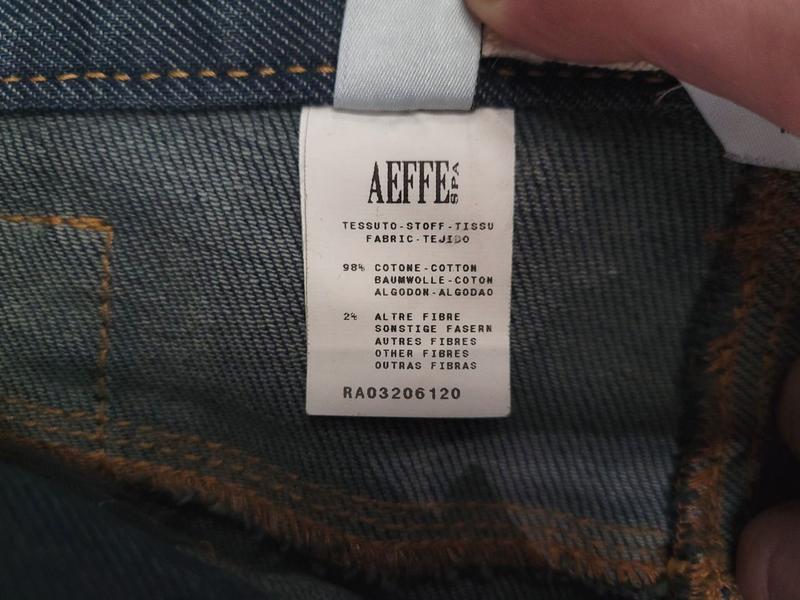 AEFFE SPA
TESSUTO-STOFF-TISSU
FABRIC-TEJIDO
98% COTONE-COTTON
BAUMWOLLE-COTON
ALGODON-ALGODAO
2% ALTRE FIBRE
SONSTIGE FASERN
AUTRES FIBRES
OTHER FIBRES
OUTRAS FIBRAS
RA03206120